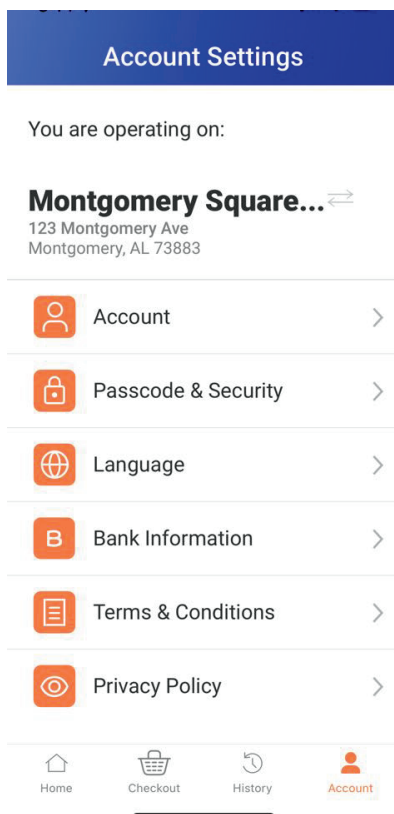 Account Settings
You are operating on:
Montgomery Square...
123 Montgomery Ave
Montgomery, AL 73883
Account
Passcode & Security
Language
B Bank Information
Terms & Conditions
Privacy Policy
Home Checkout History Account